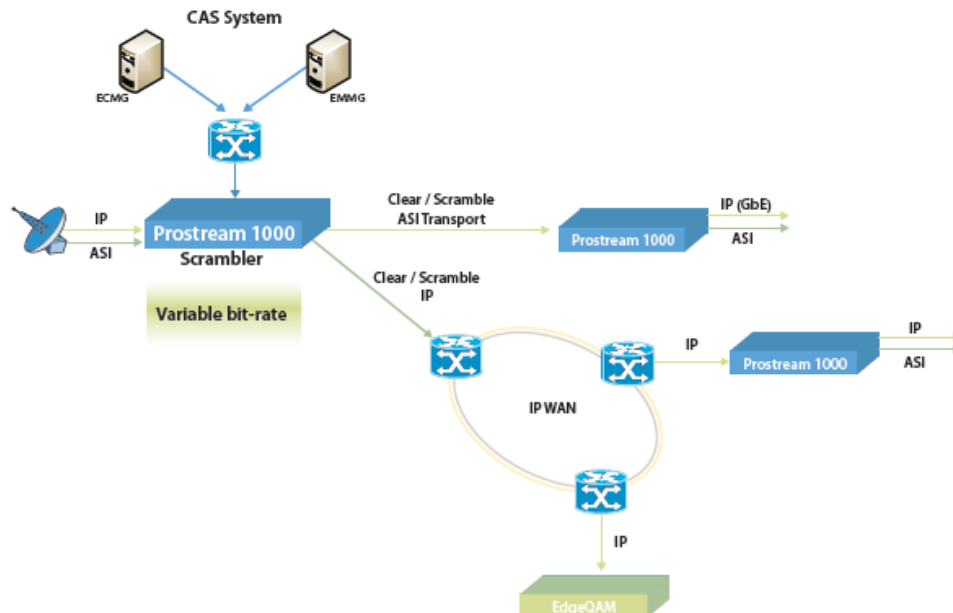 CAS System
ECMG
EMMG
IP
ASI
Prostream 1000
Scrambler
Variable bit-rate
Clear / Scramble
ASI Transport
Prostream 1000
IP (GbE)
ASI
Clear / Scramble
IP
IP WAN
IP
Prostream 1000
IP
ASI
IP
EdgeQAM